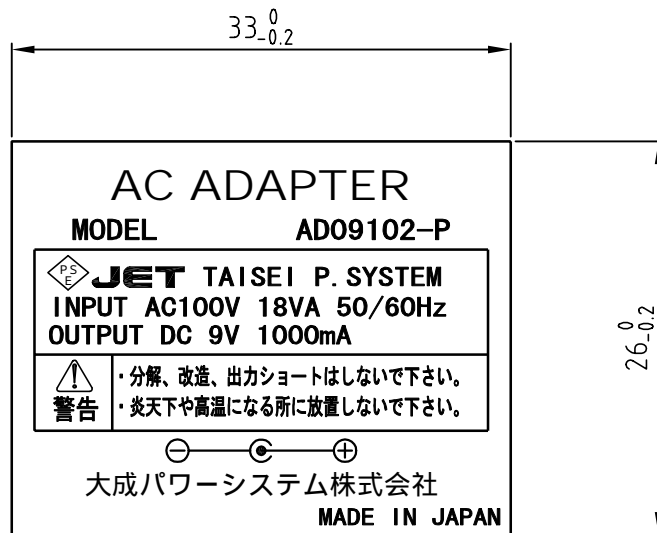 33 0 -0.2
AC ADAPTER
MODEL AD09102-P
PS E JET TAISEI P.SYSTEM
INPUT AC100V 18VA 50/60Hz
OUTPUT DC 9V 1000mA
警告
・分解、改造、出力ショートはしないで下さい。
・炎天下や高温になる所に放置しないで下さい。
大成パワーシステム株式会社
MADE IN JAPAN
26 0 -0.2